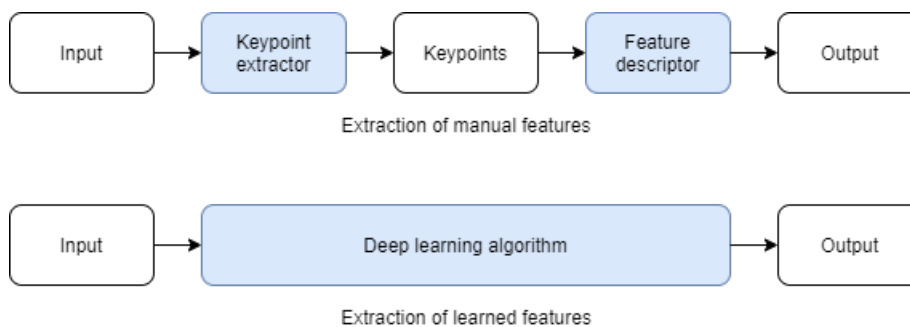 Input
Keypoint
extractor
Keypoints
Feature
descriptor
Output
Extraction of manual features
Input
Deep learning algorithm
Output
Extraction of learned features